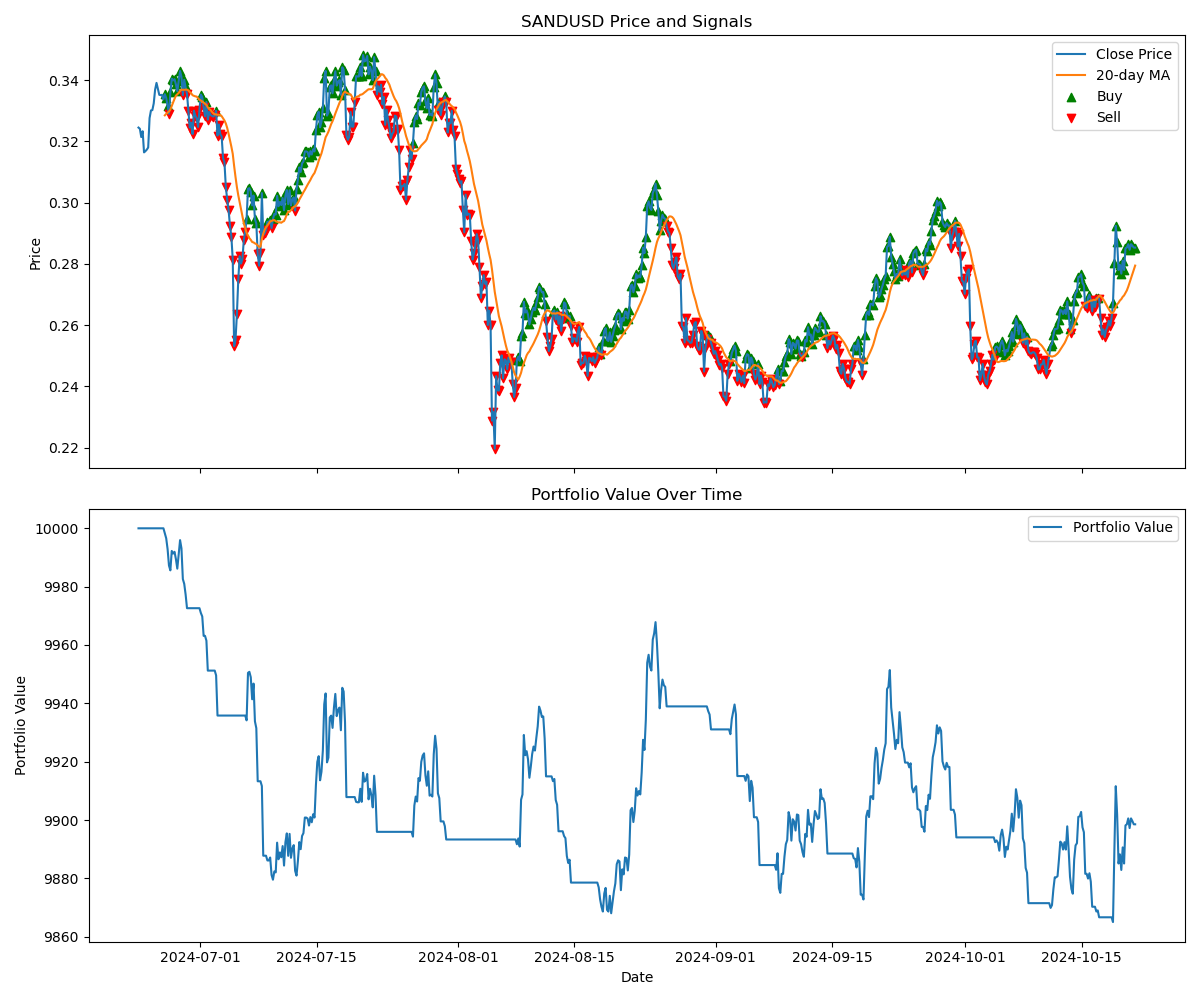 SANDUSD Price and Signals
Close Price
20-day MA
Buy
Sell
Price
0.34
0.32
0.30
0.28
0.26
0.24
0.22
Portfolio Value Over Time
Portfolio Value
Portfolio Value
10000
9980
9960
9940
9920
9900
9880
9860
2024-07-01 2024-07-15 2024-08-01 2024-08-15 2024-09-01 2024-09-15 2024-10-01 2024-10-15
Date